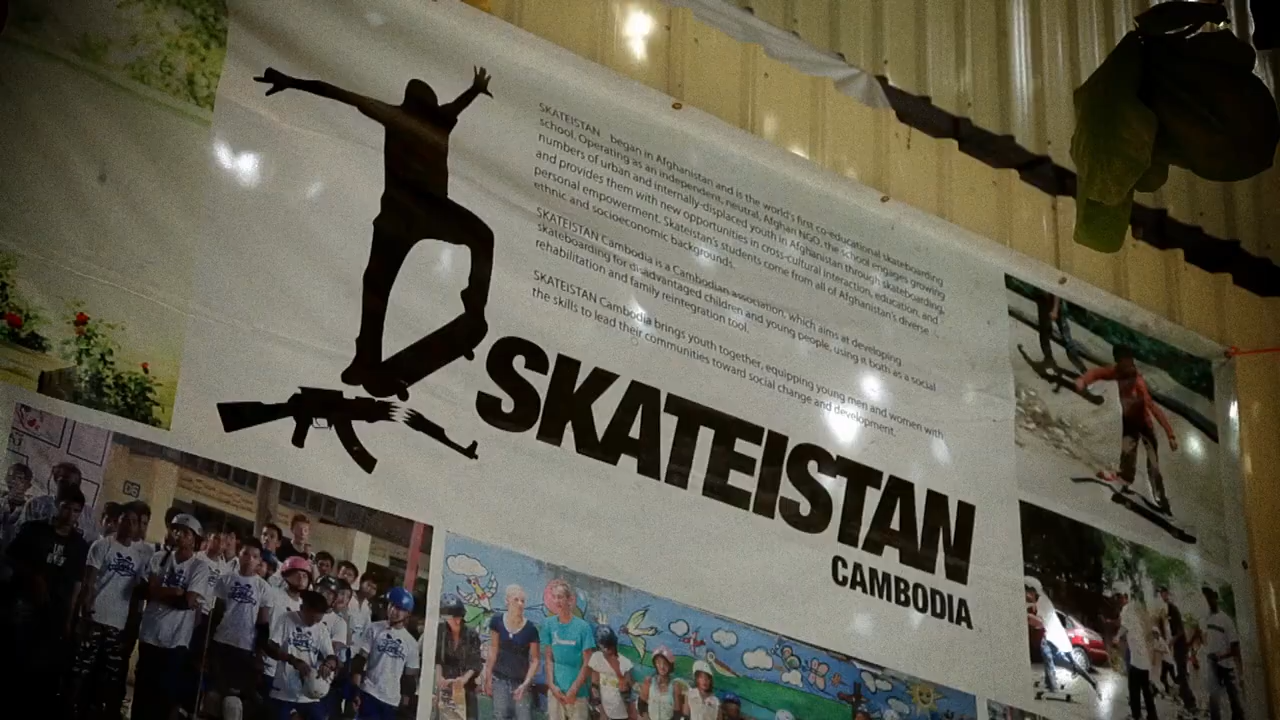 SKATEISTAN began in Afghanistan and is the world's first co-educational skateboarding
school. Operating as an independent, neutral, Afghan NGO, the school engages growing
numbers of urban and internally-displaced youth in Afghanistan through skateboarding,
and provides them with new opportunities in cross-cultural interaction, education, and
personal empowerment. Skateistan's students come from all of Afghanistan's diverse
ethnic and socioeconomic backgrounds.
SKATEISTAN Cambodia is a Cambodian association, which aims at developing
skateboarding for disadvantaged children and young people, using it both as a social
rehabilitation and family reintegration tool.
SKATEISTAN Cambodia brings youth together, equipping young men and women with
the skills to lead their communities toward social change and development.
SKATEISTAN
CAMBODIA